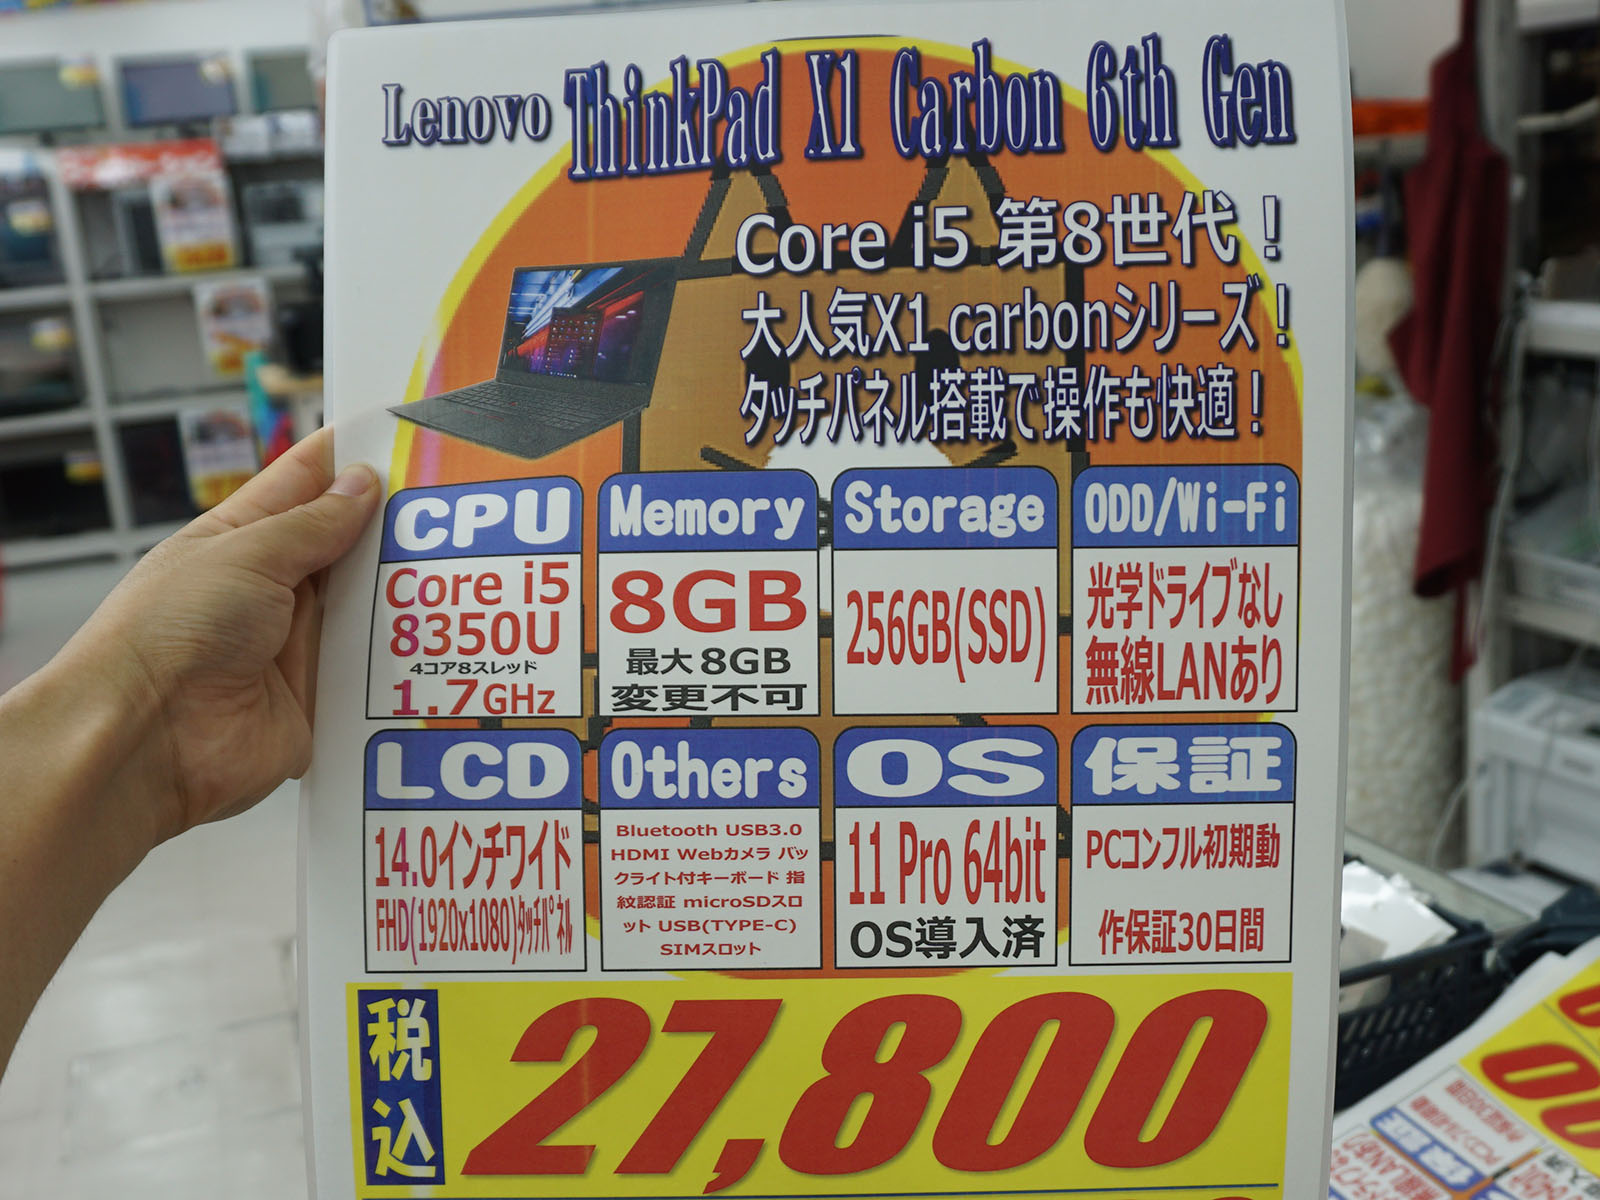 Lenovo ThinkPad X1 Carbon 6th Gen
Core i5 第8世代！
大人気X1 carbonシリーズ！
タッチパネル搭載で操作も快適！
CPU
Core i5
8350U
4コア8スレッド
1.7GHz
Memory
8GB
最大8GB
変更不可
Storage
256GB(SSD)
ODD/Wi-Fi
光学ドライブなし
無線LANあり
LCD
14.0インチワイド
FHD(1920x1080)タッチパネル
Others
Bluetooth USB3.0
HDMI Webカメラ バッ
クライト付キーボード 指
紋認証 microSDスロ
ット USB(TYPE-C)
SIMスロット
OS
11 Pro 64bit
OS導入済
保証
PCコンフル初期動
作保証30日間
税込
27,800